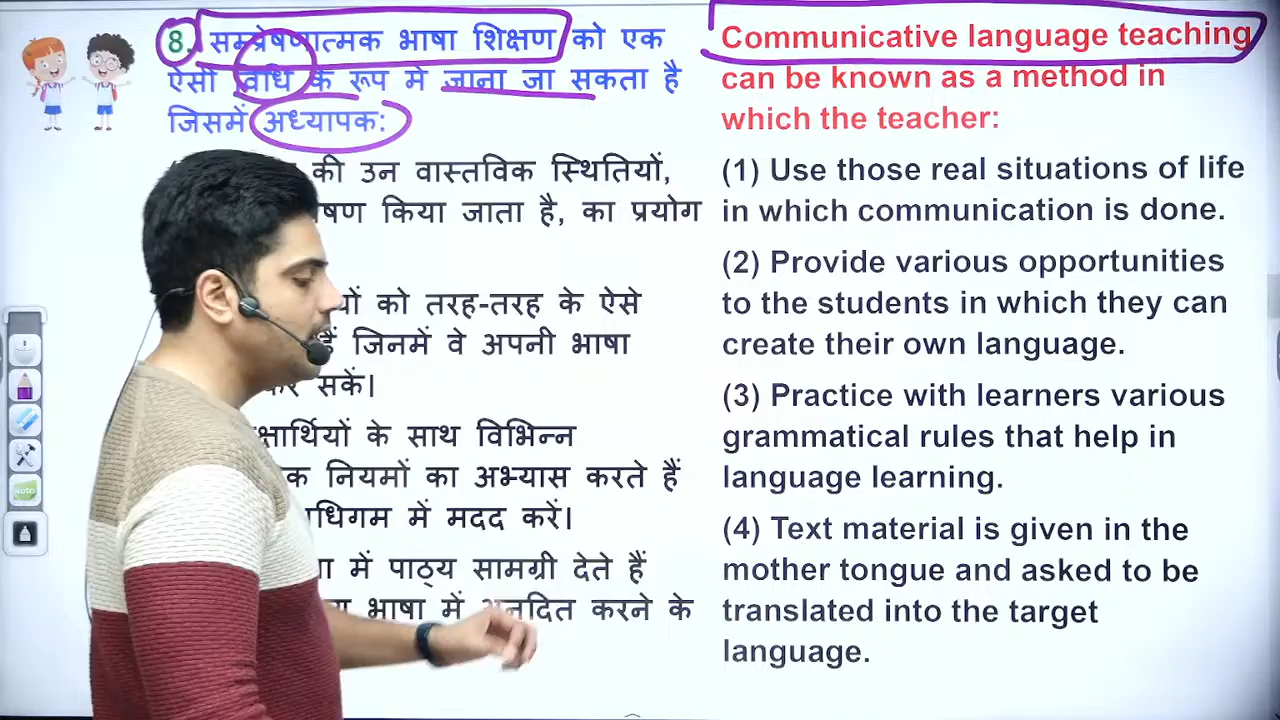 8. सम्प्रेषणात्मक भाषा शिक्षण को एक
ऐसी विधि के रूप में जाना जा सकता है
जिसमें अध्यापक:
की उन वास्तविक स्थितियों,
किया जाता है, का प्रयोग
को तरह-तरह के ऐसे
जिनमें वे अपनी भाषा
सकें।
के साथ विभिन्न
नियमों का अभ्यास करते हैं
में मदद करें।
में पाठ्य सामग्री देते हैं
भाषा में अनुदित करने के
Communicative language teaching
can be known as a method in
which the teacher:
(1) Use those real situations of life
in which communication is done.
(2) Provide various opportunities
to the students in which they can
create their own language.
(3) Practice with learners various
grammatical rules that help in
language learning.
(4) Text material is given in the
mother tongue and asked to be
translated into the target
language.